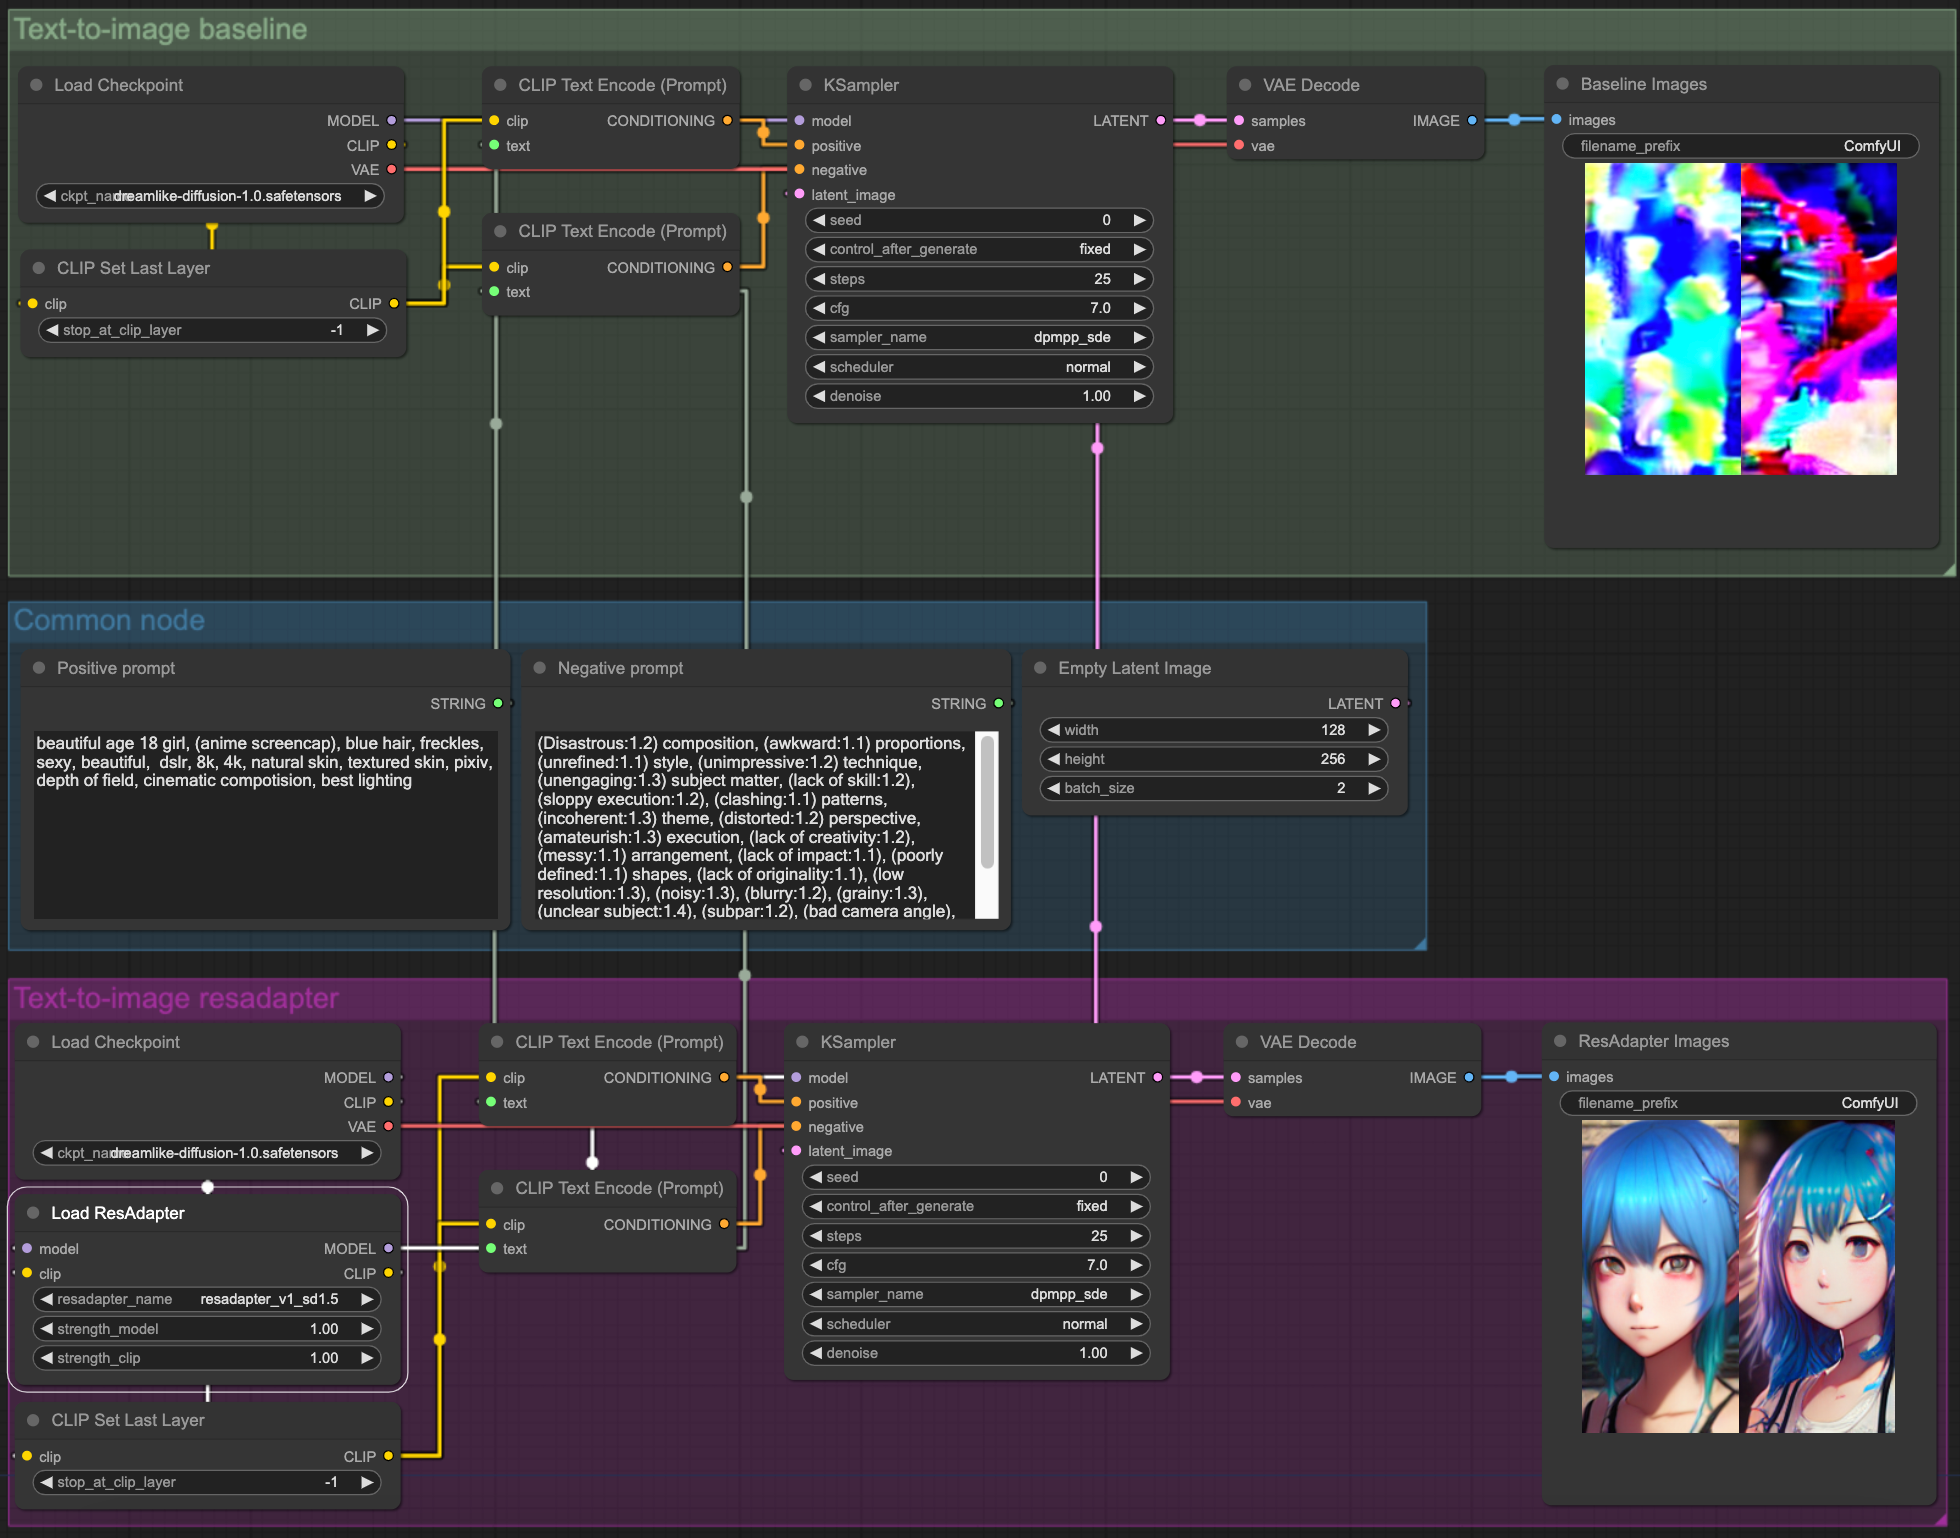 Text-to-image baseline
Load Checkpoint
MODEL
CLIP
VAE
ckpt_na dreamlike-diffusion-1.0.safetensors
CLIP Set Last Layer
clip CLIP
stop_at_clip_layer -1
CLIP Text Encode (Prompt)
clip CONDITIONING
text
CLIP Text Encode (Prompt)
clip CONDITIONING
text
KSampler
model LATENT
positive
negative
latent_image
seed 0
control_after_generate fixed
steps 25
cfg 7.0
sampler_name dpmpp_sde
scheduler normal
denoise 1.00
VAE Decode
samples IMAGE
vae
Baseline Images
images
filename_prefix ComfyUI
Common node
Positive prompt
STRING
beautiful age 18 girl, (anime screencap), blue hair, freckles,
sexy, beautiful,  dslr, 8k, 4k, natural skin, textured skin, pixiv,
depth of field, cinematic compotision, best lighting
Negative prompt
STRING
(Disastrous:1.2) composition, (awkward:1.1) proportions,
(unrefined:1.1) style, (unimpressive:1.2) technique,
(unengaging:1.3) subject matter, (lack of skill:1.2),
(sloppy execution:1.2), (clashing:1.1) patterns,
(incoherent:1.3) theme, (distorted:1.2) perspective,
(amateurish:1.3) execution, (lack of creativity:1.2),
(messy:1.1) arrangement, (lack of impact:1.1), (poorly
defined:1.1) shapes, (lack of originality:1.1), (low
resolution:1.3), (noisy:1.3), (blurry:1.2), (grainy:1.3),
(unclear subject:1.4), (subpar:1.2), (bad camera angle),
Empty Latent Image
LATENT
width 128
height 256
batch_size 2
Text-to-image resadapter
Load Checkpoint
MODEL
CLIP
VAE
ckpt_na dreamlike-diffusion-1.0.safetensors
Load ResAdapter
model MODEL
clip CLIP
resadapter_name resadapter_v1_sd1.5
strength_model 1.00
strength_clip 1.00
CLIP Set Last Layer
clip CLIP
stop_at_clip_layer -1
CLIP Text Encode (Prompt)
clip CONDITIONING
text
CLIP Text Encode (Prompt)
clip CONDITIONING
text
KSampler
model LATENT
positive
negative
latent_image
seed 0
control_after_generate fixed
steps 25
cfg 7.0
sampler_name dpmpp_sde
scheduler normal
denoise 1.00
VAE Decode
samples IMAGE
vae
ResAdapter Images
images
filename_prefix ComfyUI